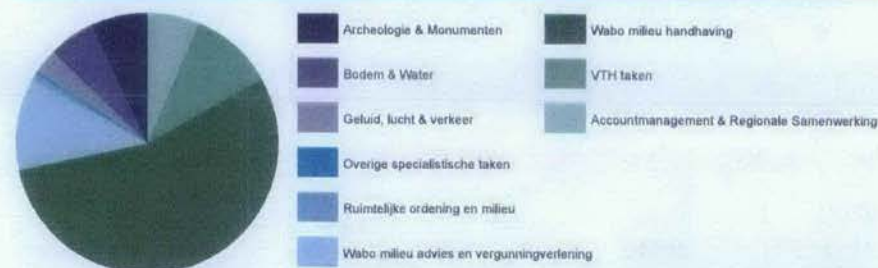 Archeologie & Monumenten
Bodem & Water
Geluid, lucht & verkeer
Overige specialistische taken
Ruimtelijke ordening en milieu
Wabo milieu advies en vergunningverlening
Wabo milieu handhaving
VTH taken
Accountmanagement & Regionale Samenwerking